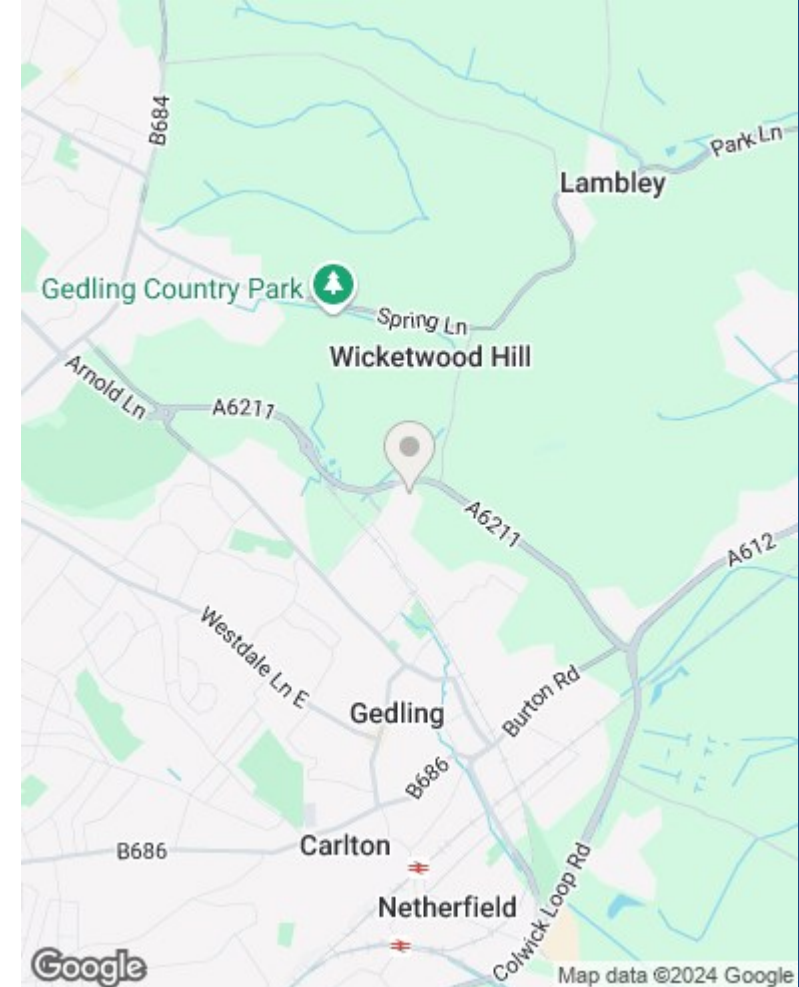 B684
Park Ln
Lambley
Gedling Country Park
Spring Ln
Wicketwood Hill
Arnold Ln
A6211
A6211
A612
Westdale Ln E
Burton Rd
Gedling
B686
B686
Carlton
Netherfield
Colwick Loop Rd
Google
Map data ©2024 Google